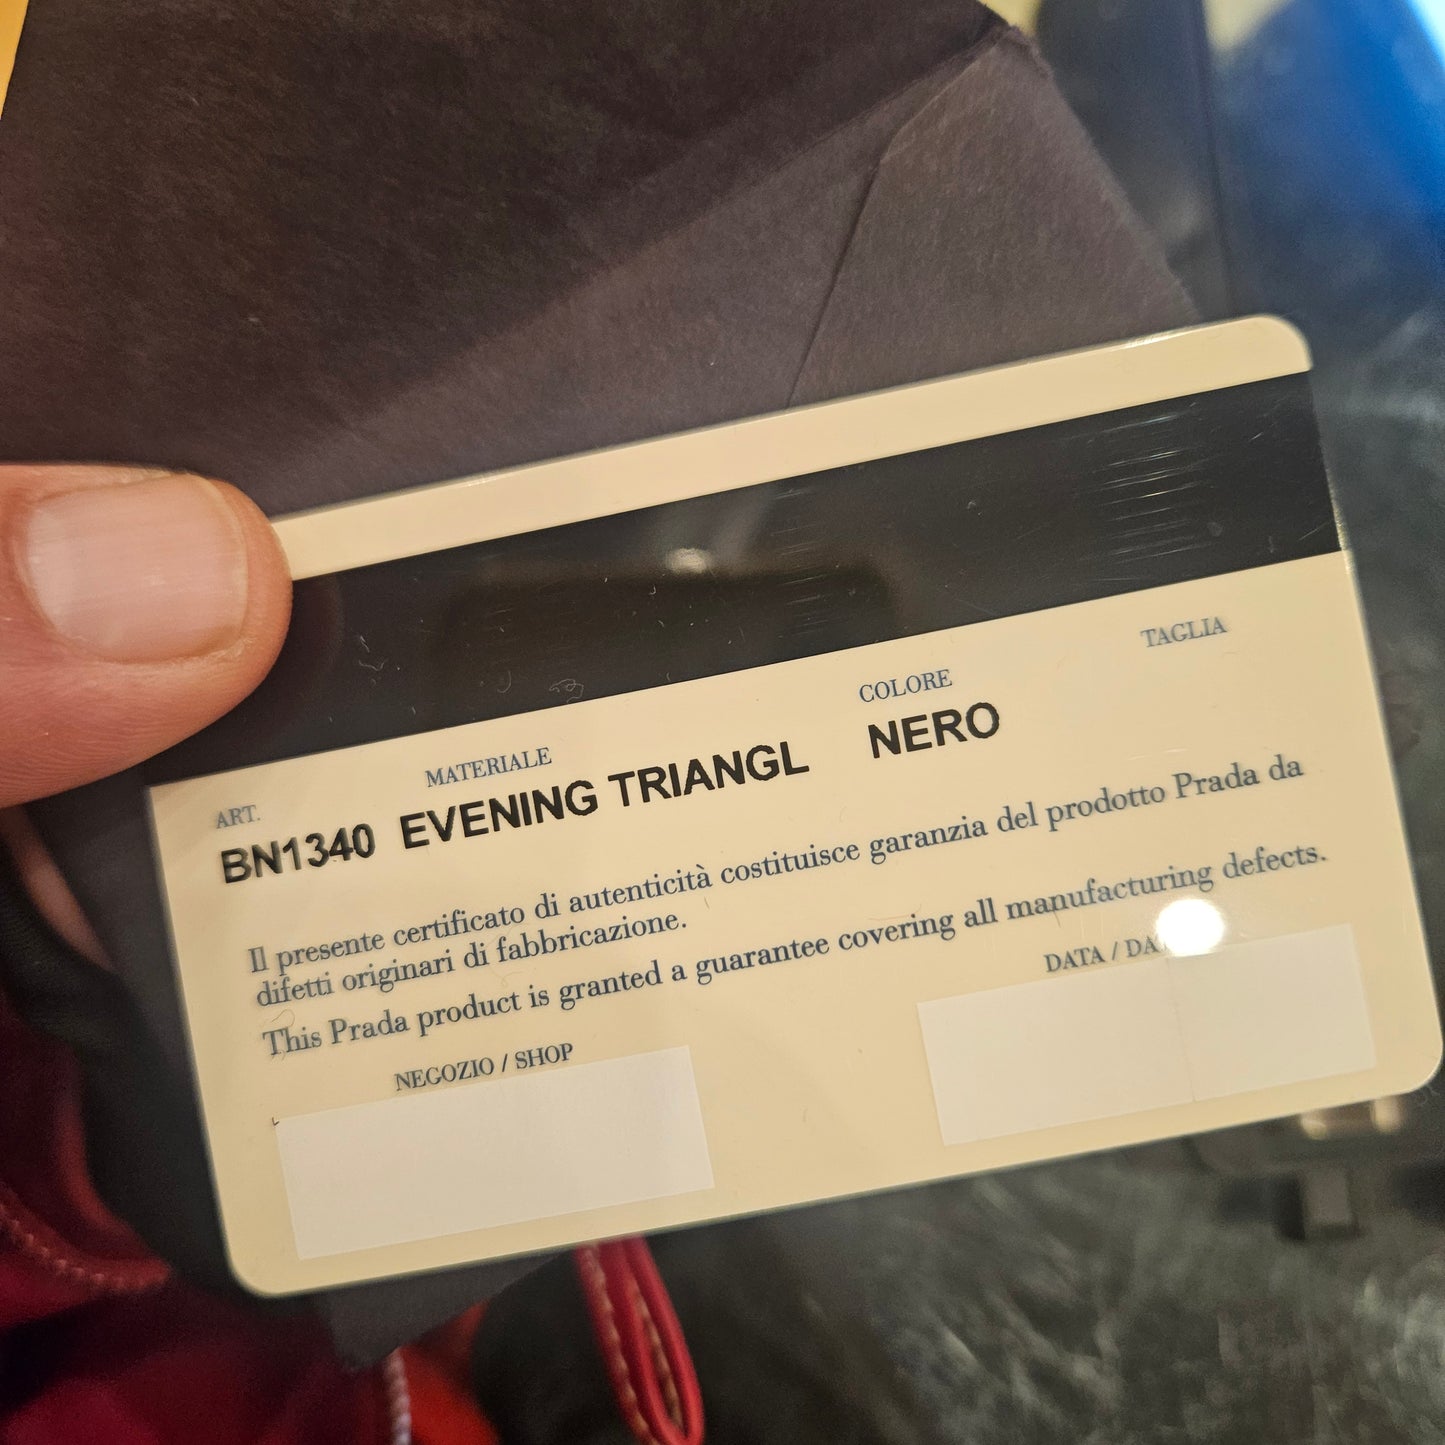 ART. MATERIALE COLORE TAGLIA
BN1340 EVENING TRIANGL NERO
Il presente certificato di autenticità costituisce garanzia del prodotto Prada da
difetti originari di fabbricazione.
This Prada product is granted a guarantee covering all manufacturing defects.
NEGOZIO / SHOP DATA /